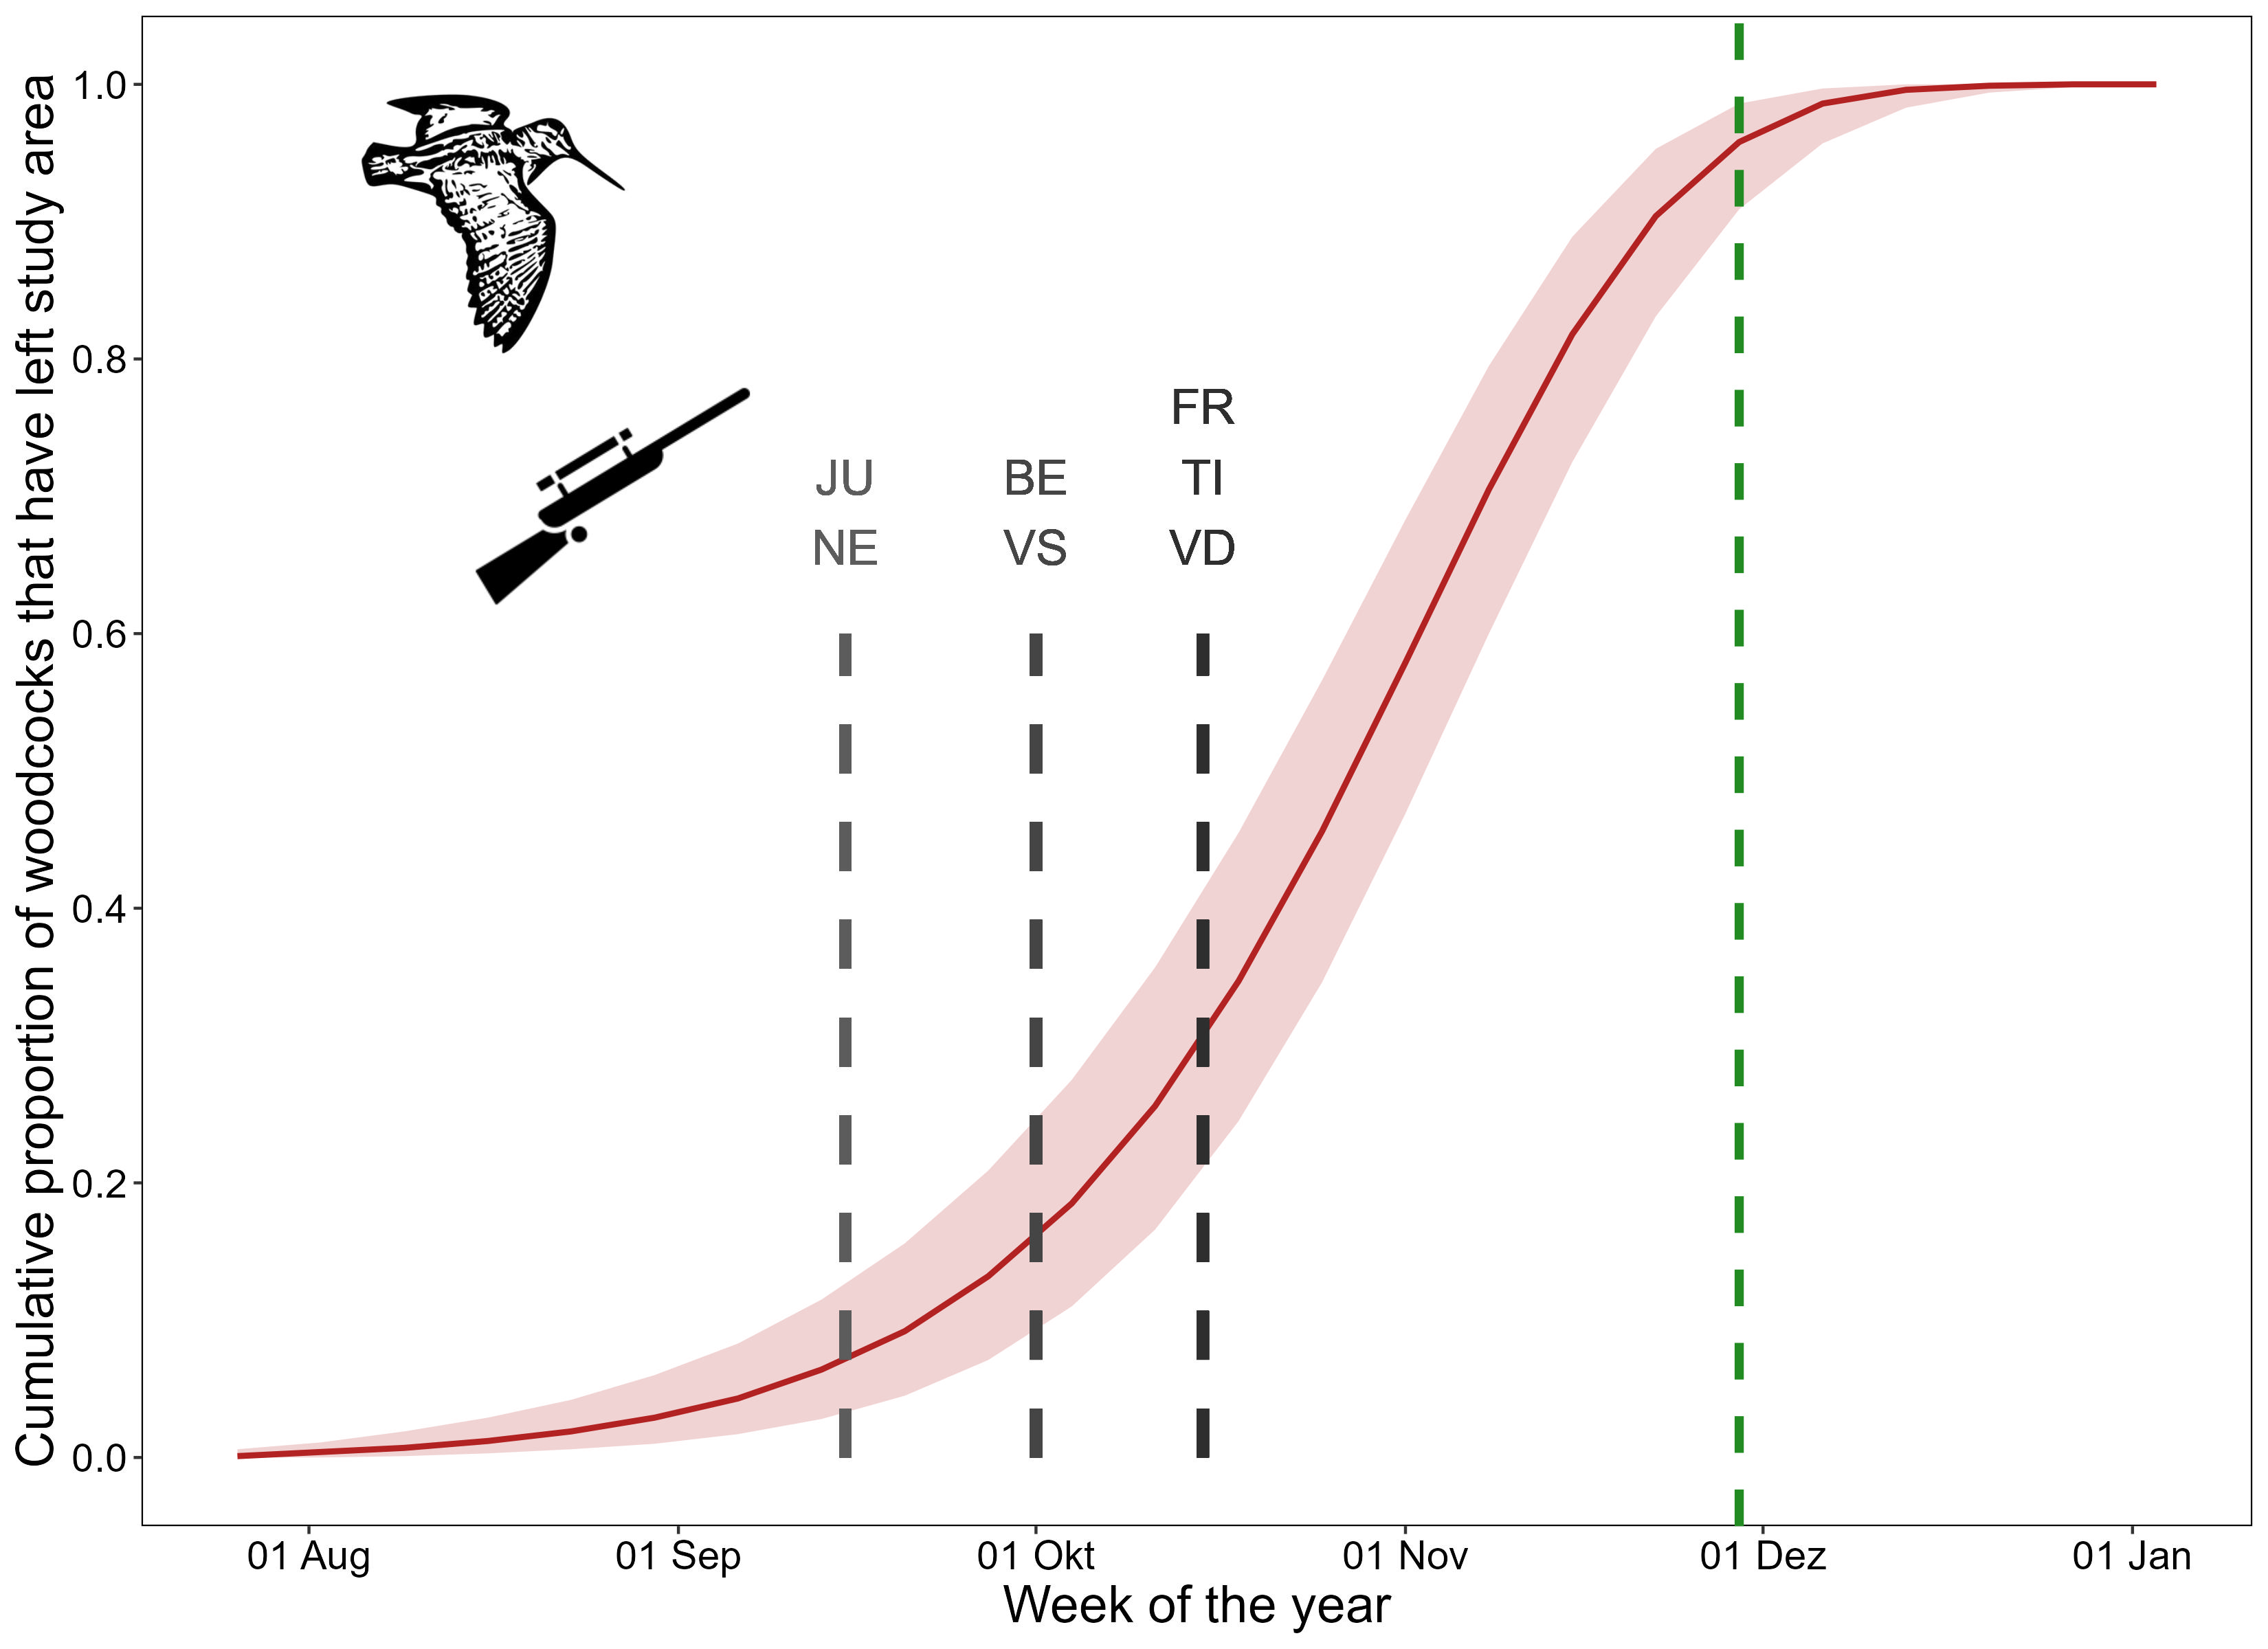 Cumulative proportion of woodcocks that have left study area
1.0
0.8
0.6
0.4
0.2
0.0
FR
JU BE TI
NE VS VD
01 Aug 01 Sep 01 Okt 01 Nov 01 Dez 01 Jan
Week of the year